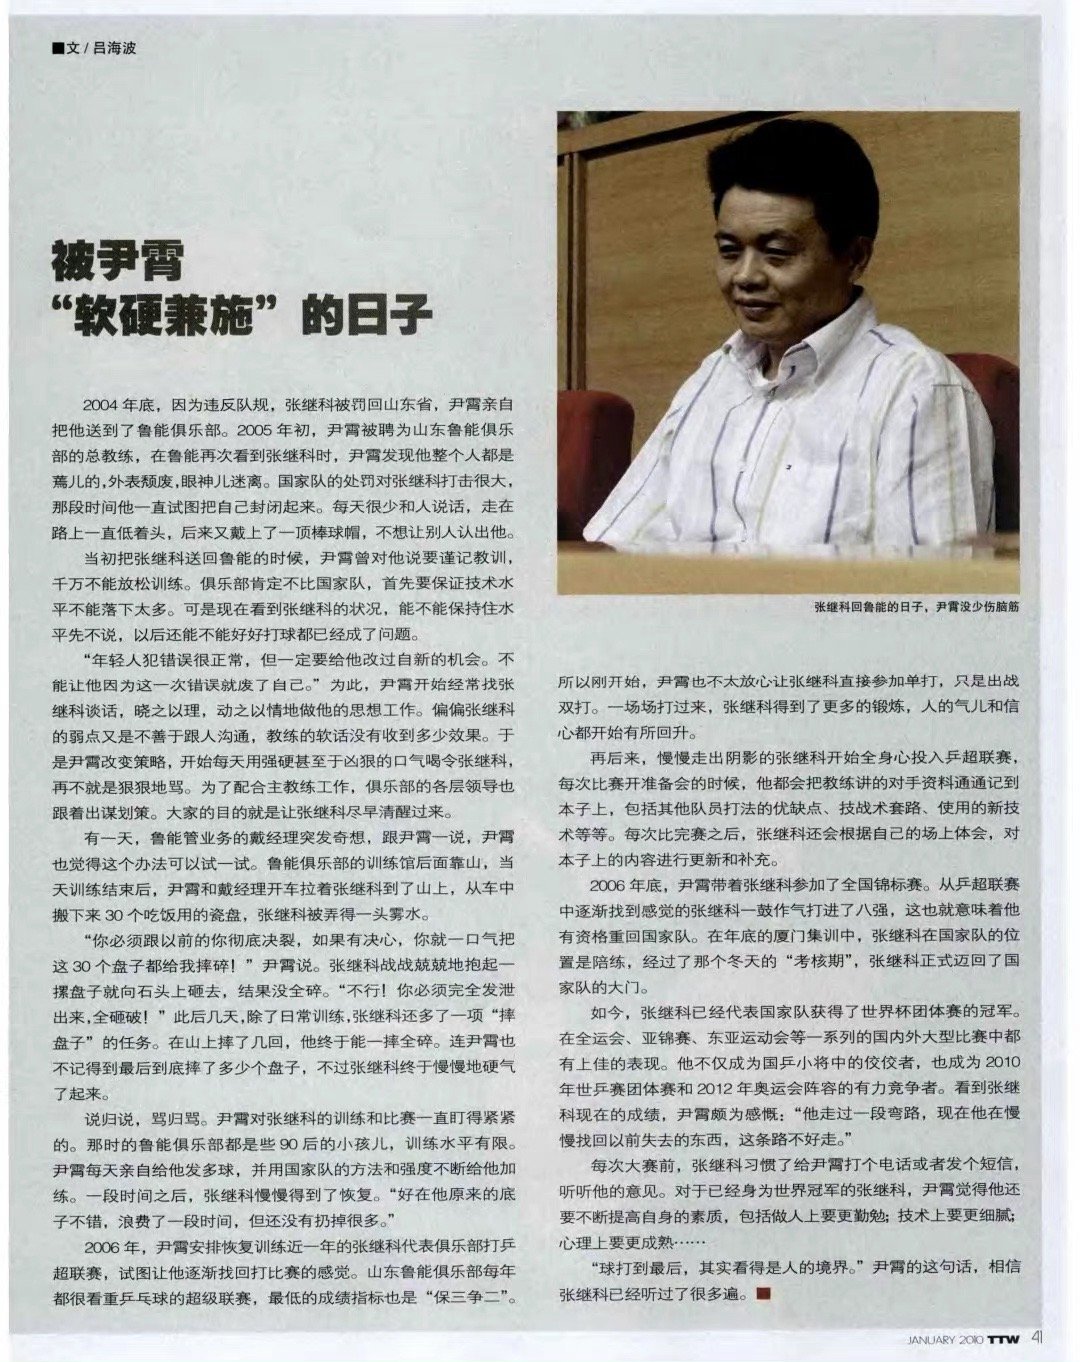 ■文/吕海波
被尹霄
“软硬兼施”的日子
2004年底，因为违反队规，张继科被罚回山东省，尹霄亲自
把他送到了鲁能俱乐部。2005年初，尹霄被聘为山东鲁能俱乐
部的总教练，在鲁能再次看到张继科时，尹霄发现他整个人都是
蔫儿的，外表颓废，眼神儿迷离。国家队的处罚对张继科打击很大，
那段时间他一直试图把自己封闭起来。每天很少和人说话，走在
路上一直低着头，后来又戴上了一顶棒球帽，不想让别人认出他。
当初把张继科送回鲁能的时候，尹霄曾对他说要谨记教训，
千万不能放松训练。俱乐部肯定不比国家队，首先要保证技术水
平不能落下太多。可是现在看到张继科的状况，能不能保持住水
平先不说，以后还能不能好好打球都已经成了问题。
“年轻人犯错误很正常，但一定要给他改过自新的机会。不
能让他因为这一次错误就废了自己。”为此，尹霄开始经常找张
继科谈话，晓之以理，动之以情地做他的思想工作。偏偏张继科
的弱点又是不善于跟人沟通，教练的软话没有收到多少效果。于
是尹霄改变策略，开始每天用强硬甚至于凶狠的口气喝令张继科，
再不就是狠狠地骂。为了配合主教练工作，俱乐部的各层领导也
跟着出谋划策。大家的目的就是让张继科尽早清醒过来。
有一天，鲁能管业务的戴经理突发奇想，跟尹霄一说，尹霄
也觉得这个办法可以试一试。鲁能俱乐部的训练馆后面靠山，当
天训练结束后，尹霄和戴经理开车拉着张继科到了山上，从车中
搬下来30个吃饭用的瓷盘，张继科被弄得一头雾水。
“你必须跟以前的你彻底决裂，如果有决心，你就一口气把
这30个盘子都给我摔碎！”尹霄说。张继科战战兢兢地抱起一
摞盘子就向石头上砸去，结果没全碎。“不行！你必须完全发泄
出来，全砸破！”此后几天，除了日常训练，张继科还多了一项“摔
盘子”的任务。在山上摔了几回，他终于能一摔全碎。连尹霄也
不记得到最后到底摔了多少个盘子，不过张继科终于慢慢地硬气
了起来。
说归说，骂归骂。尹霄对张继科的训练和比赛一直盯得紧紧
的。那时的鲁能俱乐部都是些90后的小孩儿，训练水平有限。
尹霄每天亲自给他发多球，并用国家队的方法和强度不断给他加
练。一段时间之后，张继科慢慢得到了恢复。“好在他原来的底
子不错，浪费了一段时间，但还没有扔掉很多。”
2006年，尹霄安排恢复训练近一年的张继科代表俱乐部打乒
超联赛，试图让他逐渐找回打比赛的感觉。山东鲁能俱乐部每年
都很看重乒乓球的超级联赛，最低的成绩指标也是“保三争二”。
张继科回鲁能的日子，尹霄没少伤脑筋
所以刚开始，尹霄也不太放心让张继科直接参加单打，只是出战
双打。一场场打过来，张继科得到了更多的锻炼，人的气儿和信
心都开始有所回升。
再后来，慢慢走出阴影的张继科开始全身心投入乒超联赛，
每次比赛开准备会的时候，他都会把教练讲的对手资料通通记到
本子上，包括其他队员打法的优缺点、技战术套路、使用的新技
术等等。每次比完赛之后，张继科还会根据自己的场上体会，对
本子上的内容进行更新和补充。
2006年底，尹霄带着张继科参加了全国锦标赛。从乒超联赛
中逐渐找到感觉的张继科一鼓作气打进了八强，这也就意味着他
有资格重回国家队。在年底的厦门集训中，张继科在国家队的位
置是陪练，经过了那个冬天的“考核期”，张继科正式迈回了国
家队的大门。
如今，张继科已经代表国家队获得了世界杯团体赛的冠军。
在全运会、亚锦赛、东亚运动会等一系列的国内外大型比赛中都
有上佳的表现。他不仅成为国乒小将中的佼佼者，也成为2010
年世乒赛团体赛和2012年奥运会阵容的有力竞争者。看到张继
科现在的成绩，尹霄颇为感慨：“他走过一段弯路，现在他在慢
慢找回以前失去的东西，这条路不好走。”
每次大赛前，张继科习惯了给尹霄打个电话或者发个短信，
听听他的意见。对于已经身为世界冠军的张继科，尹霄觉得他还
要不断提高自身的素质，包括做人上要更勤勉；技术上要更细腻；
心理上要更成熟……
“球打到最后，其实看得是人的境界。”尹霄的这句话，相信
张继科已经听过了很多遍。
JANUARY 2010 TTW 41